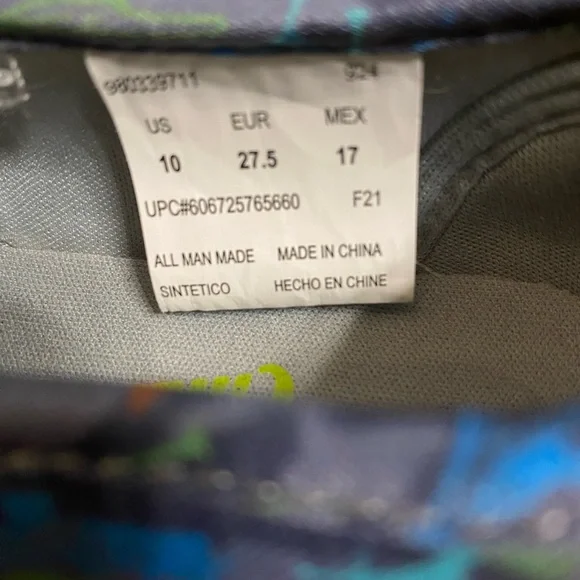 980339711 924
US EUR MEX
10 27.5 17
UPC#606725765660 F21
ALL MAN MADE MADE IN CHINA
SINTETICO HECHO EN CHINE